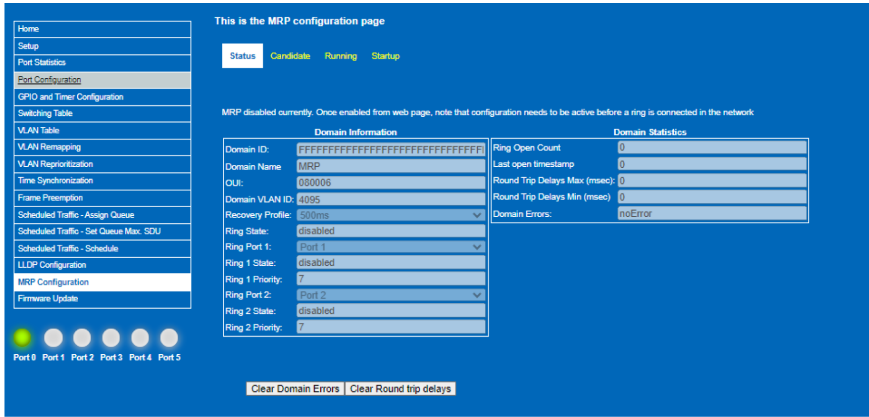 This is the MRP configuration page
Home
Setup
Port Statistics
Port Configuration
GPIO and Timer Configuration
Switching Table
VLAN Table
VLAN Remapping
VLAN Reprioritization
Time Synchronization
Frame Preemption
Scheduled Traffic - Assign Queue
Scheduled Traffic - Set Queue Max. SDU
Scheduled Traffic - Schedule
LLDP Configuration
MRP Configuration
Firmware Update
Port 0 Port 1 Port 2 Port 3 Port 4 Port 5
Status Candidate Running Startup
MRP disabled currently. Once enabled from web page, note that configuration needs to be active before a ring is connected in the network
Domain Information
Domain ID: FFFFFFFFFFFFFFFFFFFFFFFFFFFFFFFF
Domain Name MRP
OUI: 080006
Domain VLAN ID: 4095
Recovery Profile: 500ms
Ring State: disabled
Ring Port 1: Port 1
Ring 1 State: disabled
Ring 1 Priority: 7
Ring Port 2: Port 2
Ring 2 State: disabled
Ring 2 Priority: 7
Domain Statistics
Ring Open Count 0
Last open timestamp 0
Round Trip Delays Max (msec): 0
Round Trip Delays Min (msec) 0
Domain Errors: noError
Clear Domain Errors Clear Round trip delays